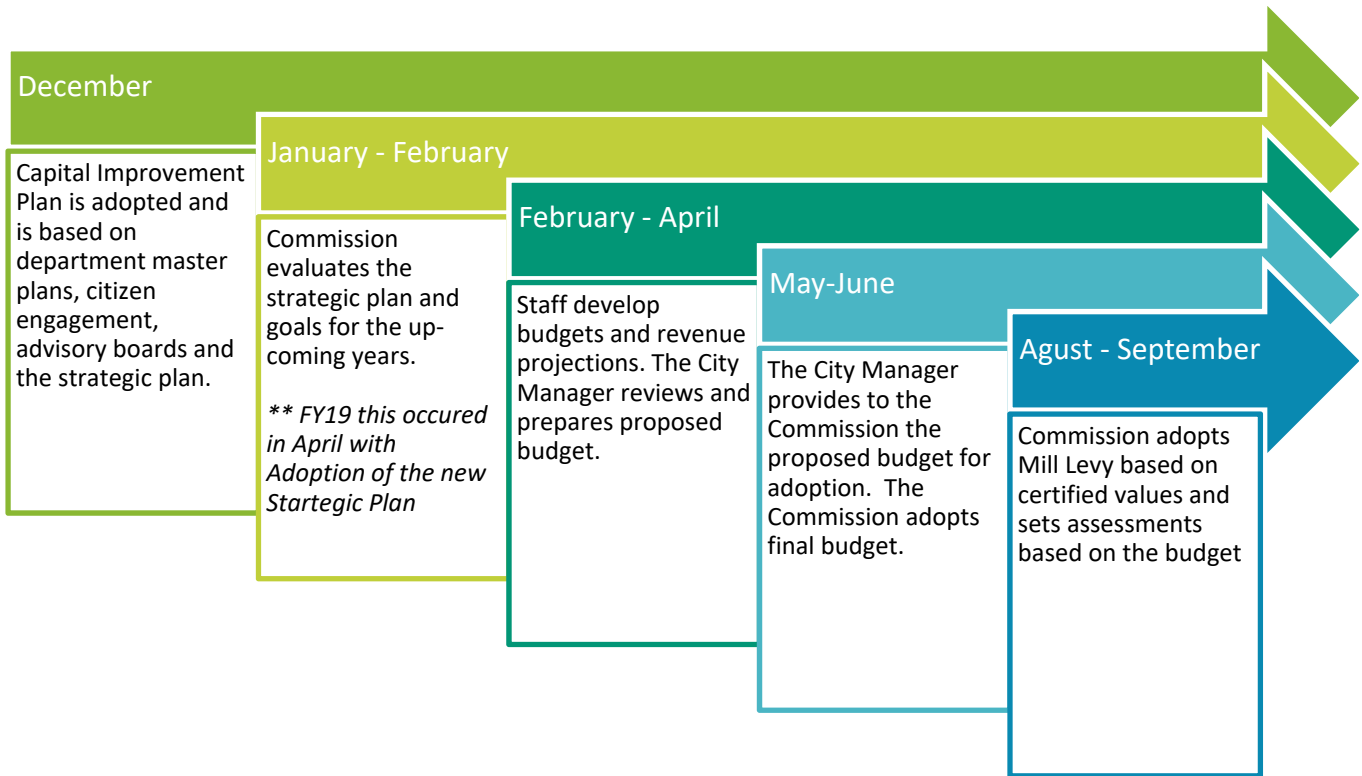 December
Capital Improvement
Plan is adopted and
is based on
department master
plans, citizen
engagement,
advisory boards and
the strategic plan.
January - February
Commission
evaluates the
strategic plan and
goals for the up-
coming years.
** FY19 this occured
in April with
Adoption of the new
Startegic Plan
February - April
Staff develop
budgets and revenue
projections. The City
Manager reviews and
prepares proposed
budget.
May-June
The City Manager
provides to the
Commission the
proposed budget for
adoption.  The
Commission adopts
final budget.
Agust - September
Commission adopts
Mill Levy based on
certified values and
sets assessments
based on the budget